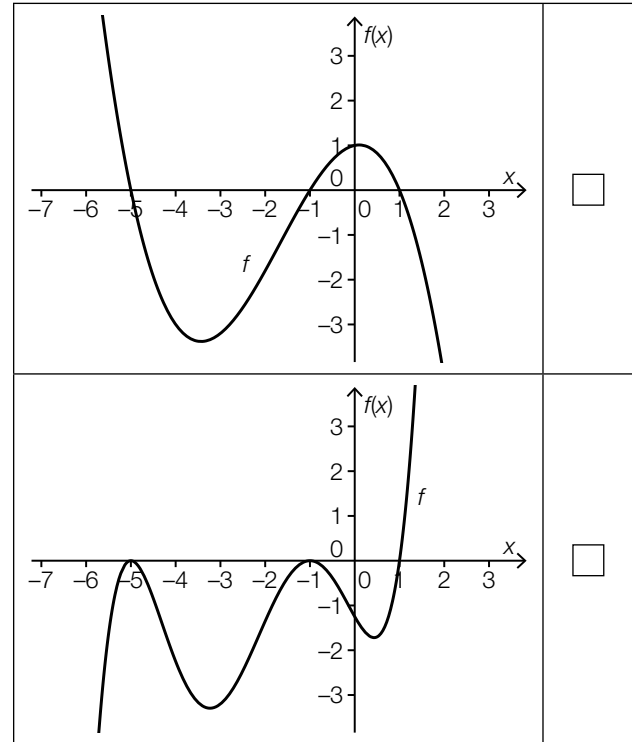 f(x)
3
2
1
0
x
–7 –6 –5 –4 –3 –2 –1 0 1 2 3
–1
f
–2
–3
f(x)
3
2
f
1
0
x
–7 –6 –5 –4 –3 –2 –1 0 1 2 3
–1
–2
–3